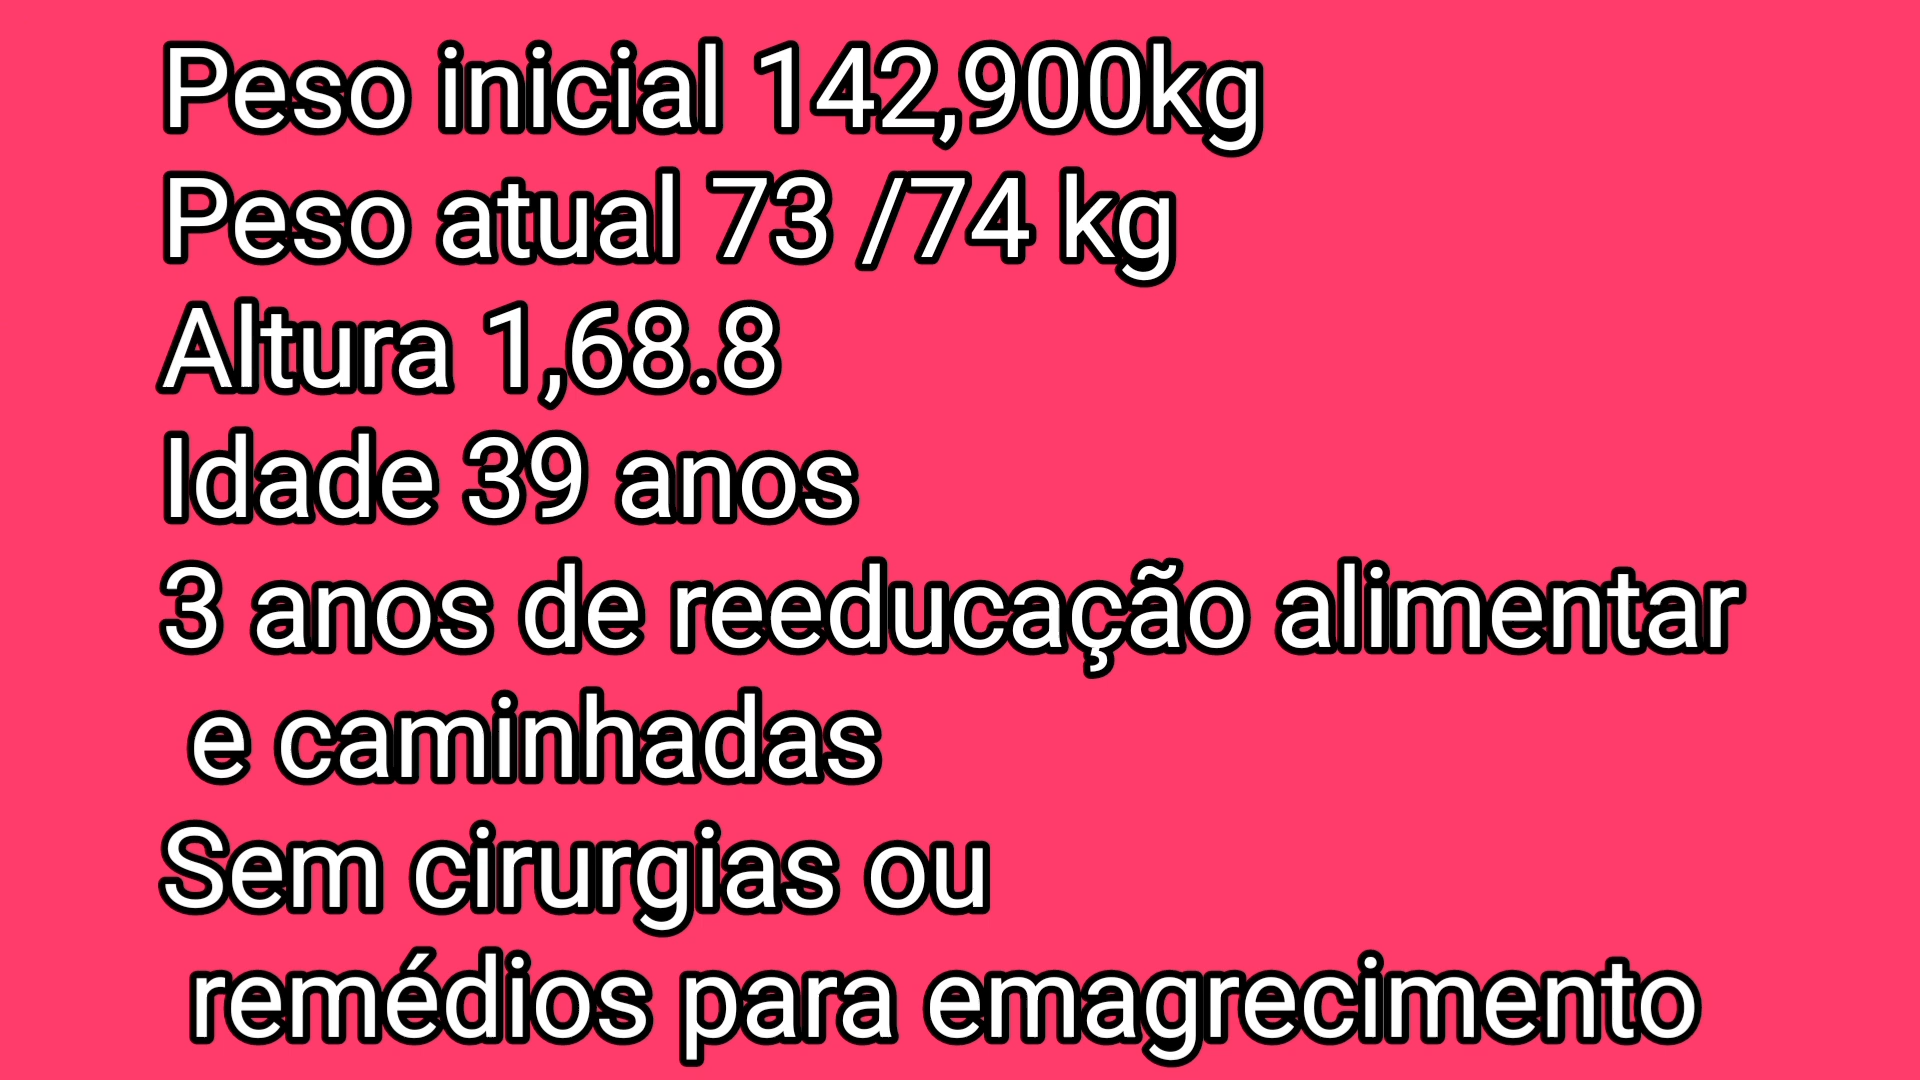 Peso inicial 142,900kg
Peso atual 73 /74 kg
Altura 1,68.8
Idade 39 anos
3 anos de reeducação alimentar
e caminhadas
Sem cirurgias ou
remédios para emagrecimento